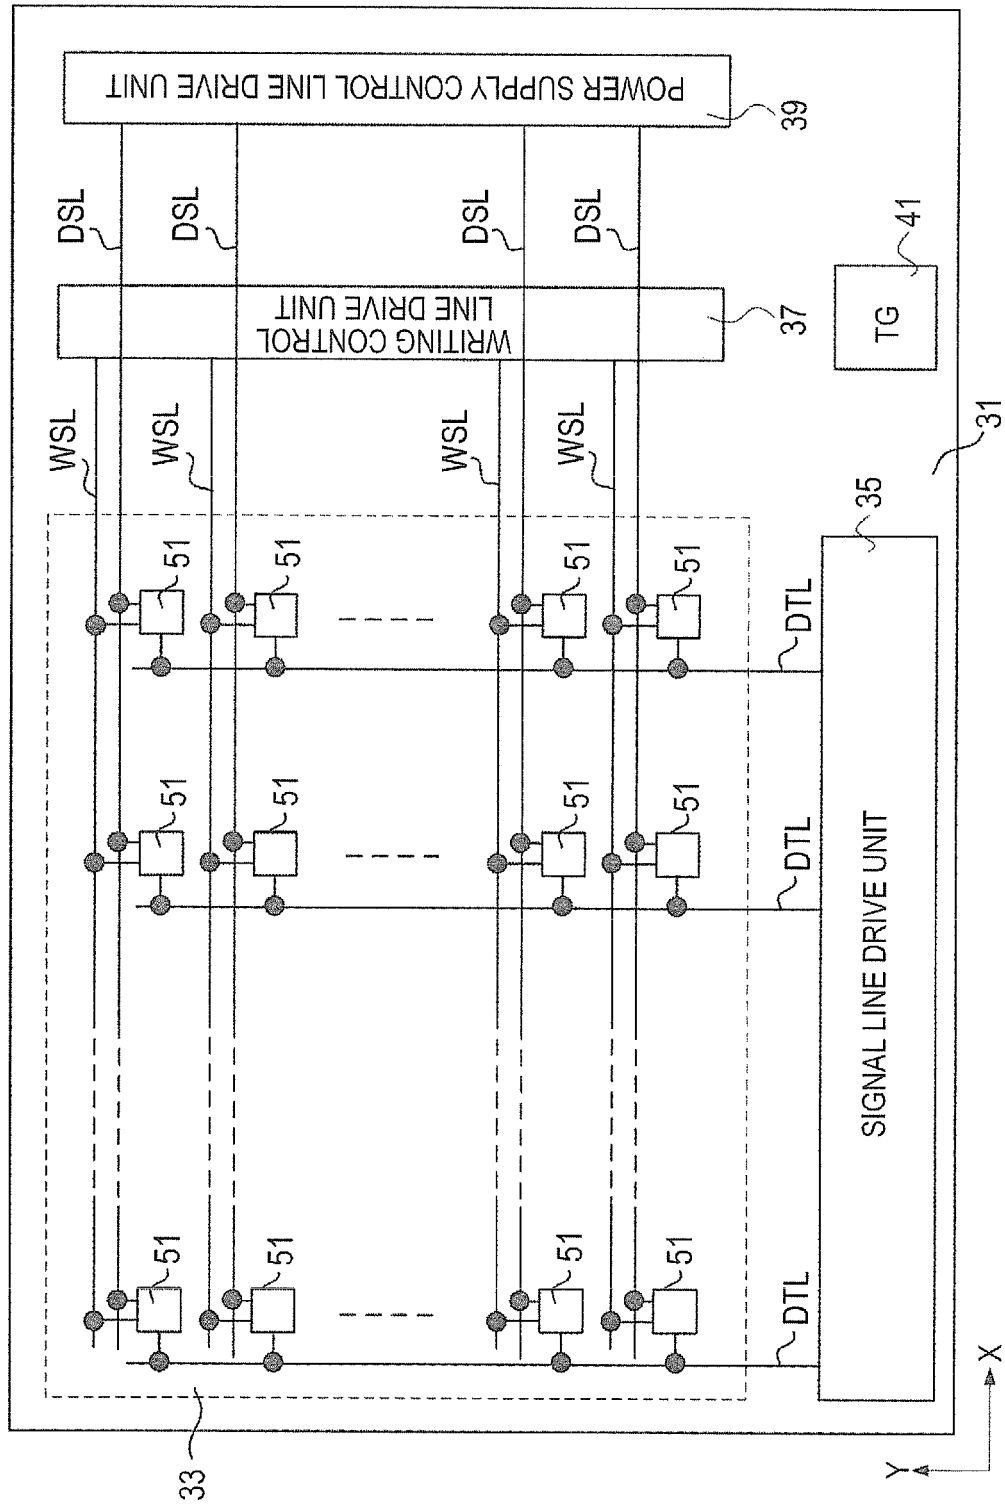 POWER SUPPLY CONTROL LINE DRIVE UNIT
39
DSL
DSL
DSL
DSL
41
WRITING CONTROL
LINE DRIVE UNIT
37
TG
WSL
WSL
WSL
WSL
31
35
51
51
51
51
DTL
51
51
51
51
DTL
SIGNAL LINE DRIVE UNIT
51
51
51
51
DTL
33
Y
X